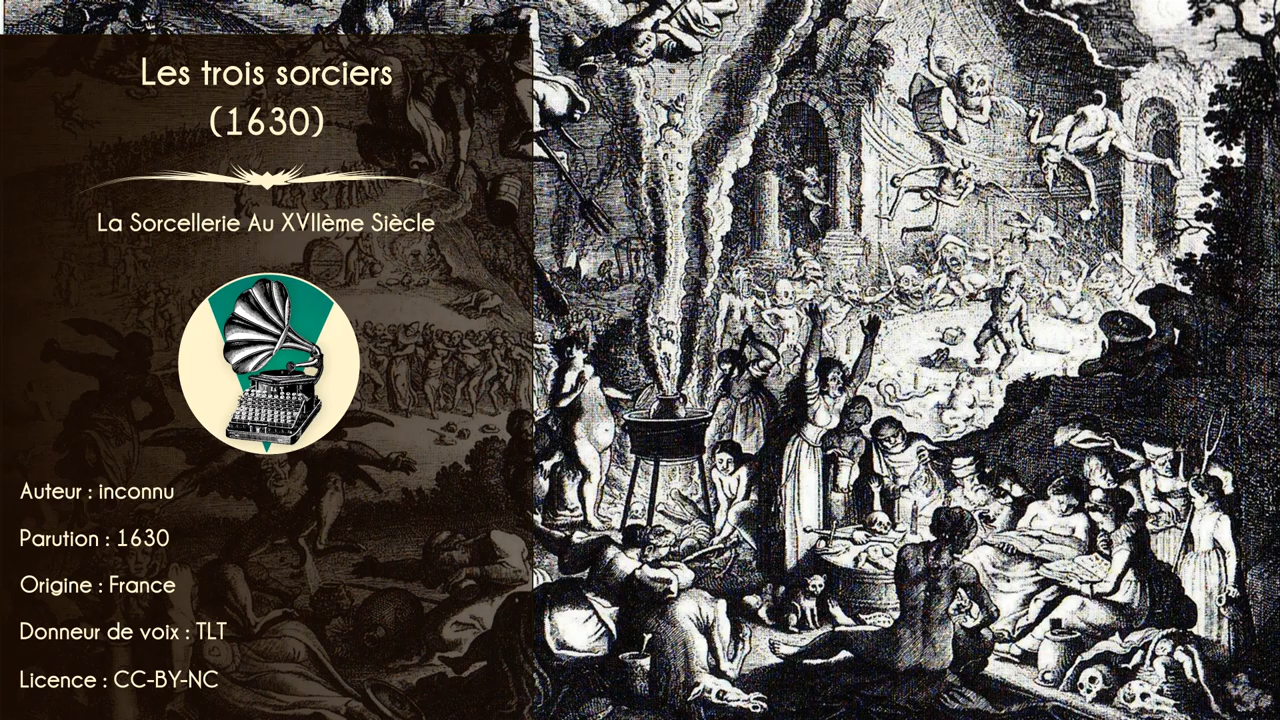 Les trois sorciers
(1630)
La Sorcellerie Au XVIIème Siècle
Auteur : inconnu
Parution : 1630
Origine : France
Donneur de voix : TLT
Licence : CC-BY-NC